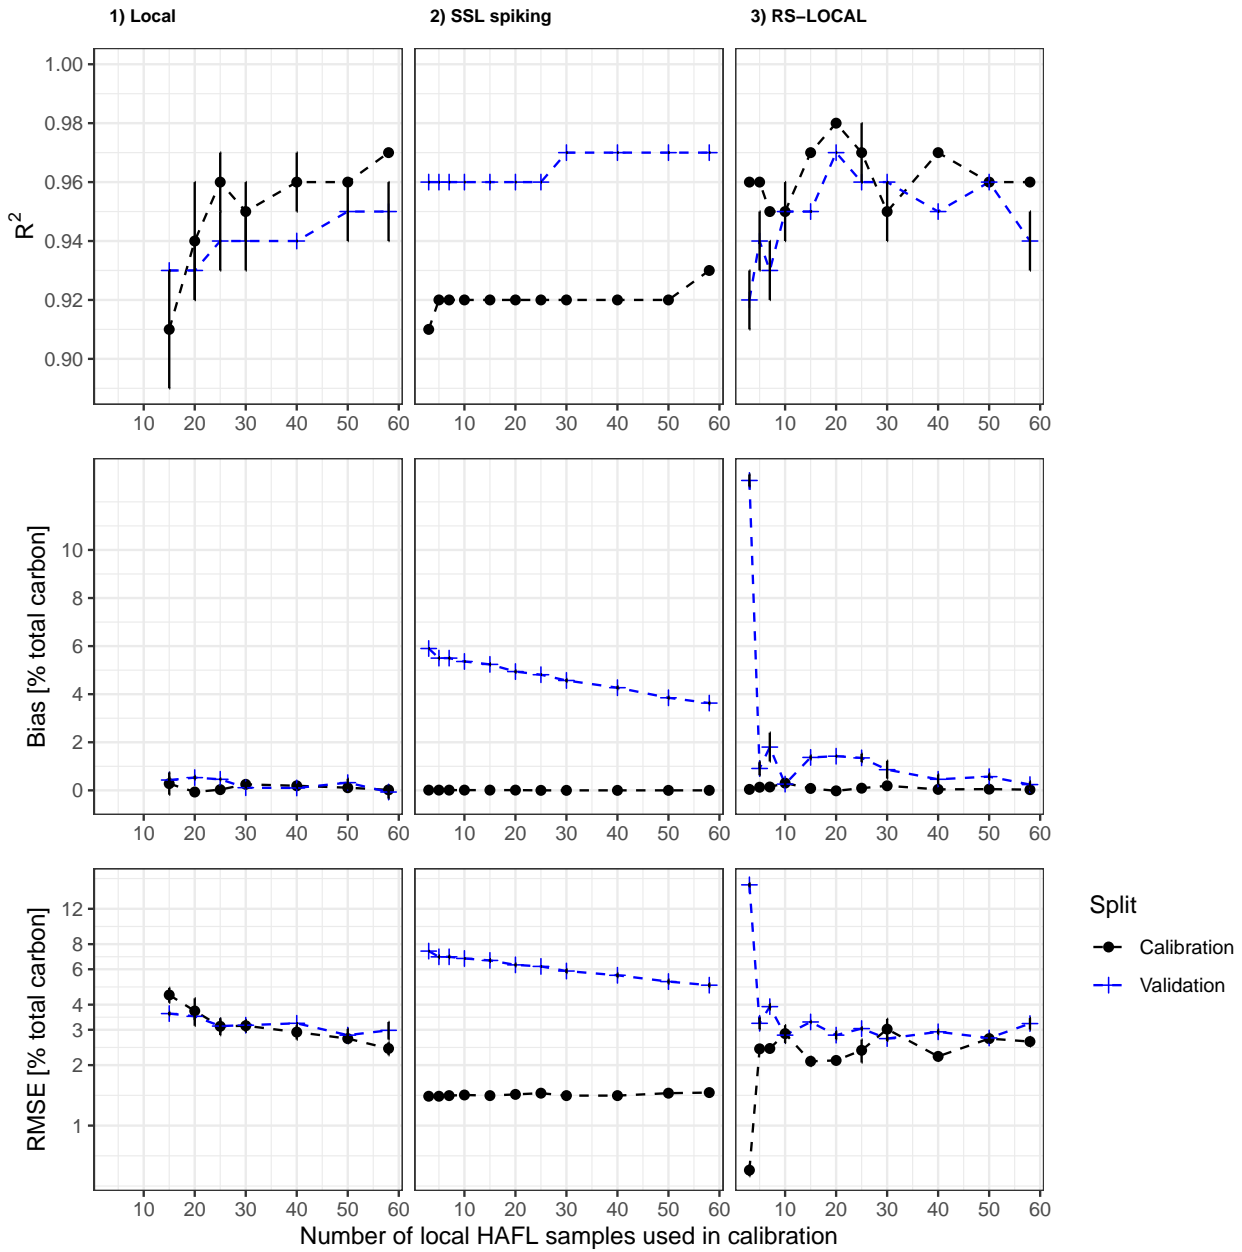 1) Local
2) SSL spiking
3) RS−LOCAL
R2
1.00
0.98
0.96
0.94
0.92
0.90
10 20 30 40 50 60
10 20 30 40 50 60
10 20 30 40 50 60
Bias [% total carbon]
10
8
6
4
2
0
10 20 30 40 50 60
10 20 30 40 50 60
10 20 30 40 50 60
RMSE [% total carbon]
12
8
6
4
3
2
1
10 20 30 40 50 60
10 20 30 40 50 60
10 20 30 40 50 60
Number of local HAFL samples used in calibration
Split
Calibration
Validation